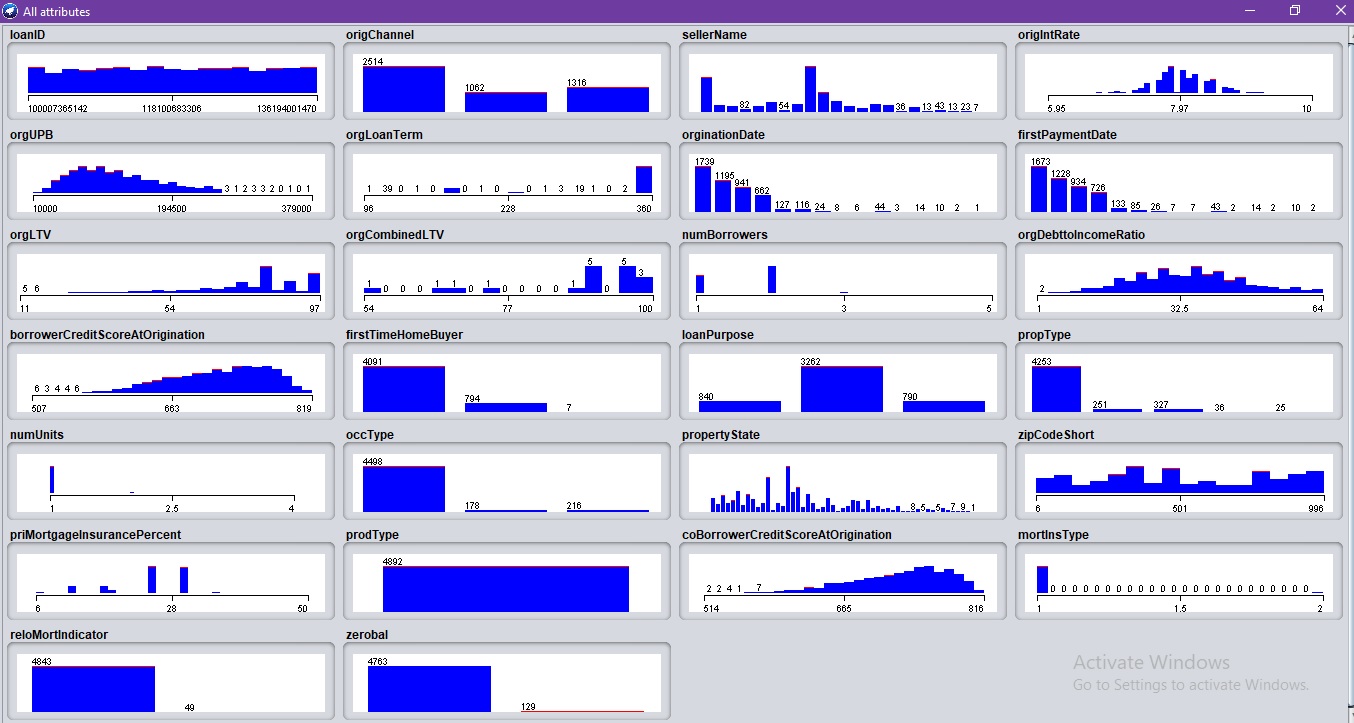 All attributes
loanID origChannel sellerName origIntRate
2514 1062 1316
82 54 36 13 43 13 23 7
100007365142 118100683306 136194001470
5.95 7.97 10
orgUPB orgLoanTerm orginationDate firstPaymentDate
3 1 2 3 3 2 0 1 0 1
10000 194500 379000
1 39 0 1 0 0 1 0 0 1 3 19 1 0 2
96 228 360
1739 1195 941 662 127 116 24 8 6 44 3 14 10 2 1
1673 1228 934 726 133 85 26 7 7 43 2 14 2 10 2
orgLTV orgCombinedLTV numBorrowers orgDebttoIncomeRatio
5 6
11 54 97
1 0 0 0 1 1 0 1 0 0 0 0 1 5 0 5 3
54 77 100
1 3 5
2
1 32.5 64
borrowerCreditScoreAtOrigination firstTimeHomeBuyer loanPurpose propType
6 3 4 4 6
507 663 819
4091 794 7
840 3262 790
4253 251 327 36 25
numUnits occType propertyState zipCodeShort
1 2.5 4
4498 178 216
8 5 5 7 9 1
6 501 996
priMortgageInsurancePercent prodType coBorrowerCreditScoreAtOrigination mortInsType
6 28 50
4892
2 2 4 1 7
514 665 816
0 0 0 0 0 0 0 0 0 0 0 0 0 0 0 0 0 0 0 0 0 0 0 0
1 1.5 2
reloMortIndicator zerobal
4843 49
4763 129
Activate Windows
Go to Settings to activate Windows.